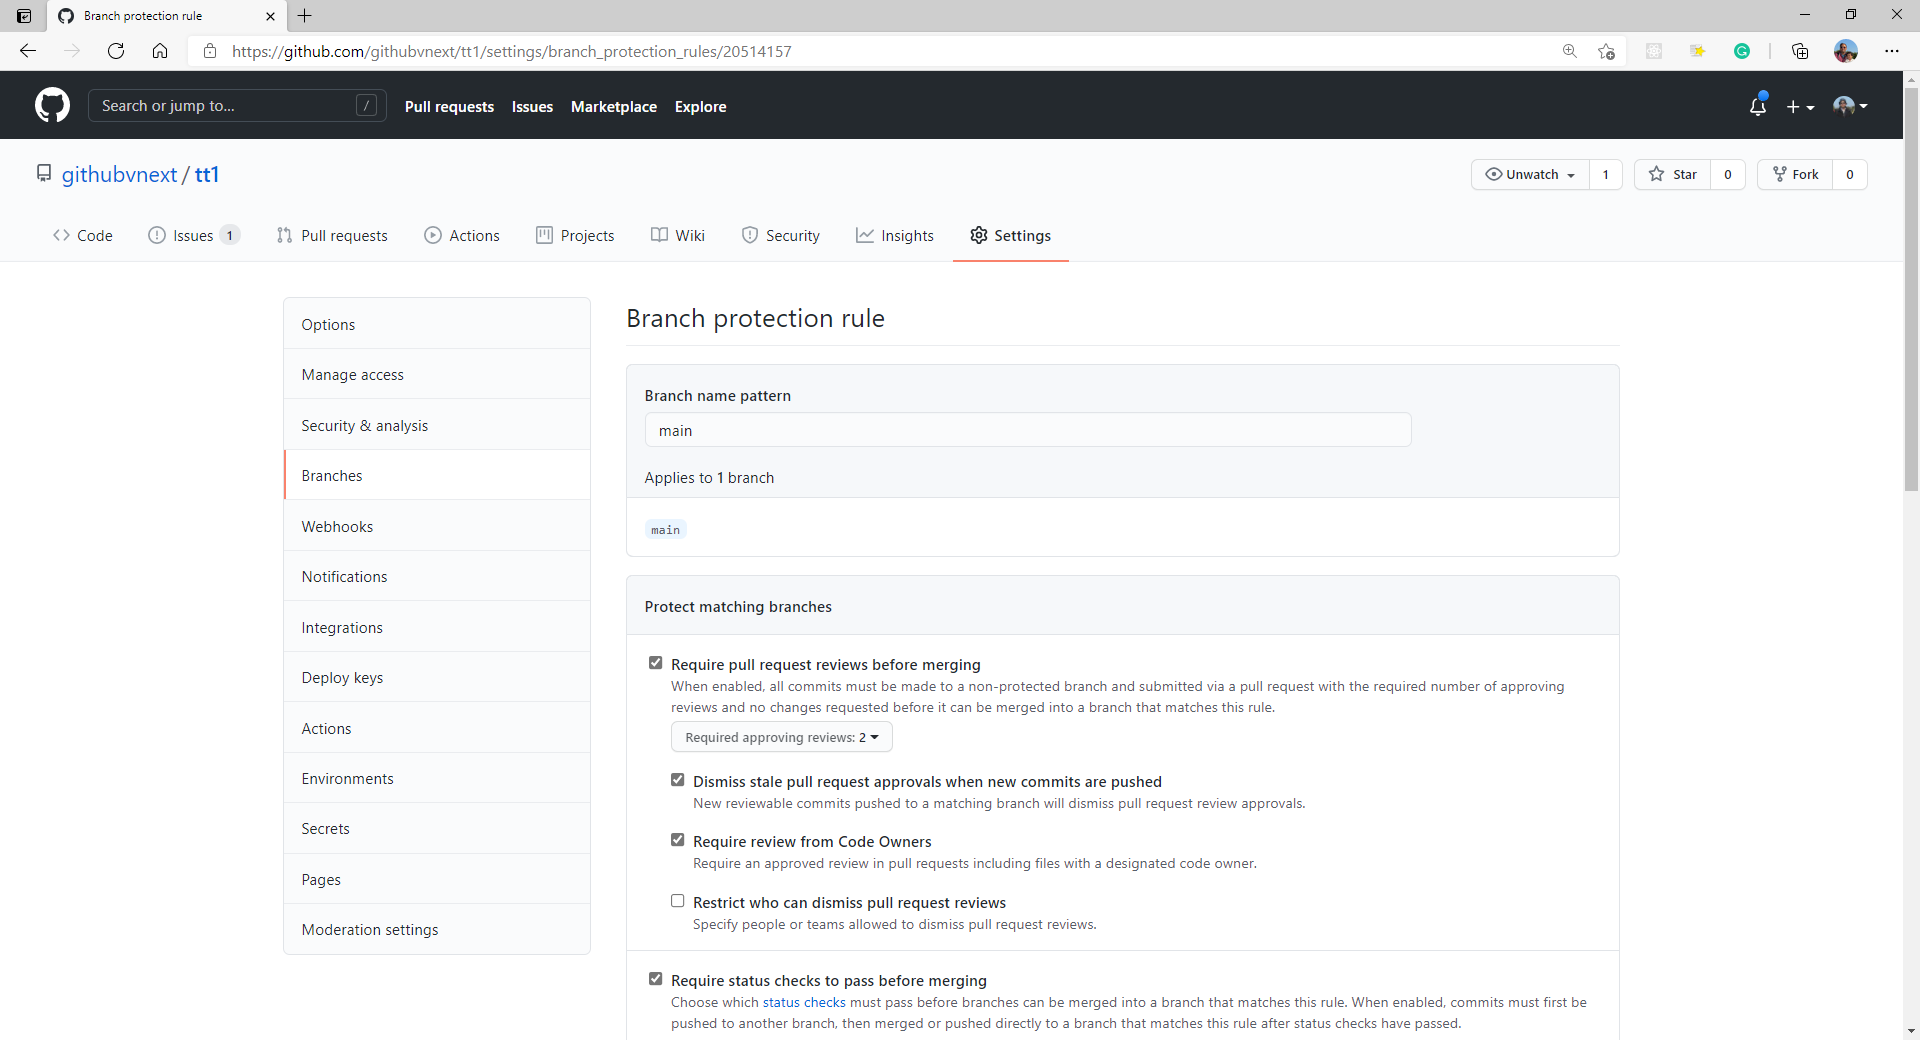 Branch protection rule
https://github.com/githubvnext/tt1/settings/branch_protection_rules/20514157
Search or jump to... /
Pull requests Issues Marketplace Explore
githubvnext / tt1
Unwatch 1 Star 0 Fork 0
Code Issues 1 Pull requests Actions Projects Wiki Security Insights Settings
Options
Manage access
Security & analysis
Branches
Webhooks
Notifications
Integrations
Deploy keys
Actions
Environments
Secrets
Pages
Moderation settings
Branch protection rule
Branch name pattern
main
Applies to 1 branch
main
Protect matching branches
Require pull request reviews before merging
When enabled, all commits must be made to a non-protected branch and submitted via a pull request with the required number of approving
reviews and no changes requested before it can be merged into a branch that matches this rule.
Required approving reviews: 2
Dismiss stale pull request approvals when new commits are pushed
New reviewable commits pushed to a matching branch will dismiss pull request review approvals.
Require review from Code Owners
Require an approved review in pull requests including files with a designated code owner.
Restrict who can dismiss pull request reviews
Specify people or teams allowed to dismiss pull request reviews.
Require status checks to pass before merging
Choose which status checks must pass before branches can be merged into a branch that matches this rule. When enabled, commits must first be
pushed to another branch, then merged or pushed directly to a branch that matches this rule after status checks have passed.